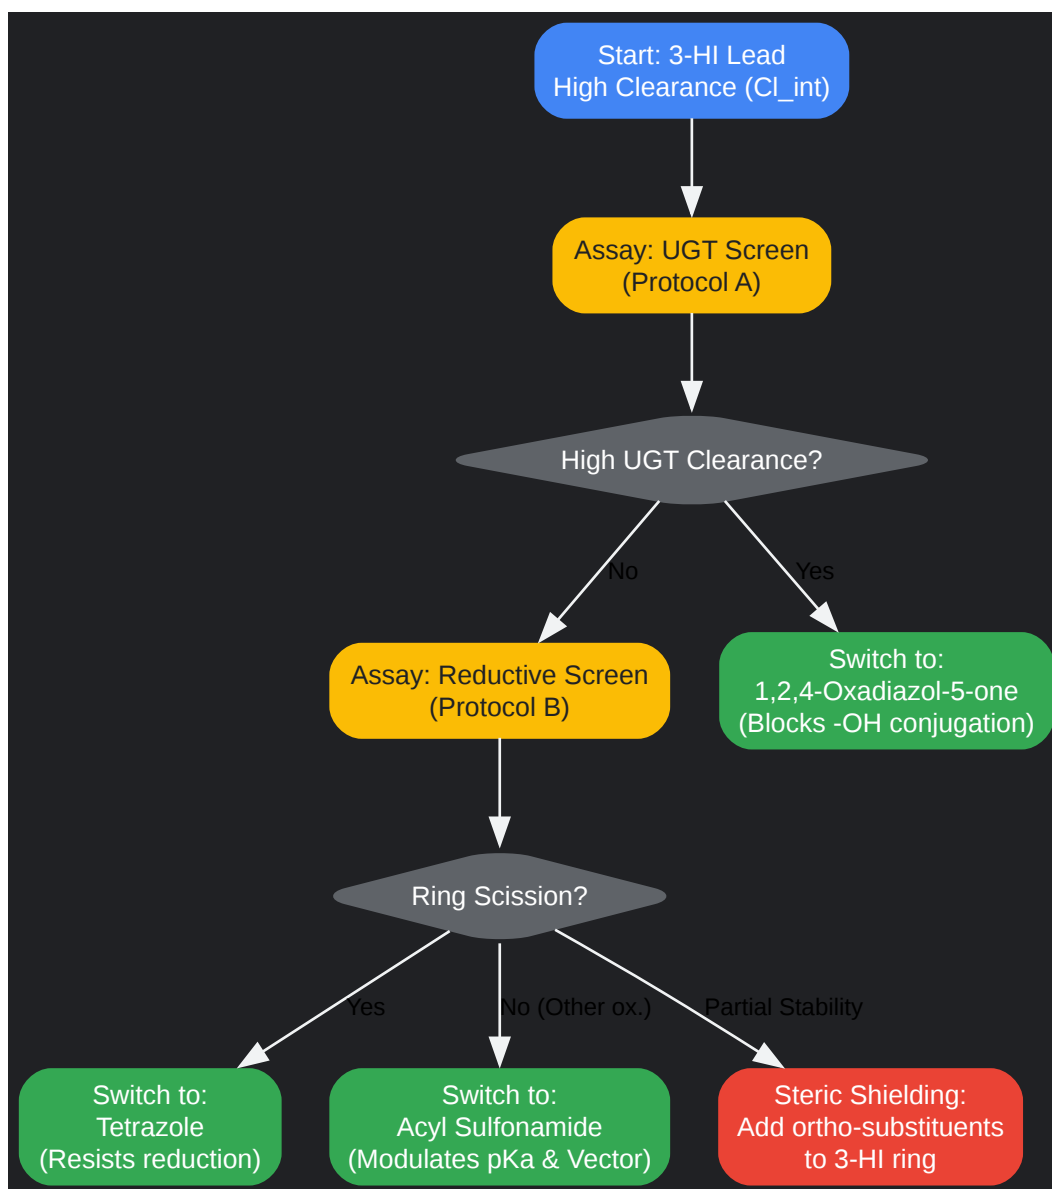 Start: 3-HI Lead
High Clearance (Cl_int)
Assay: UGT Screen
(Protocol A)
High UGT Clearance?
No
Yes
Assay: Reductive Screen
(Protocol B)
Switch to:
1,2,4-Oxadiazol-5-one
(Blocks -OH conjugation)
Ring Scission?
Yes
No (Other ox.)
Partial Stability
Switch to:
Tetrazole
(Resists reduction)
Switch to:
Acyl Sulfonamide
(Modulates pKa & Vector)
Steric Shielding:
Add ortho-substituents
to 3-HI ring